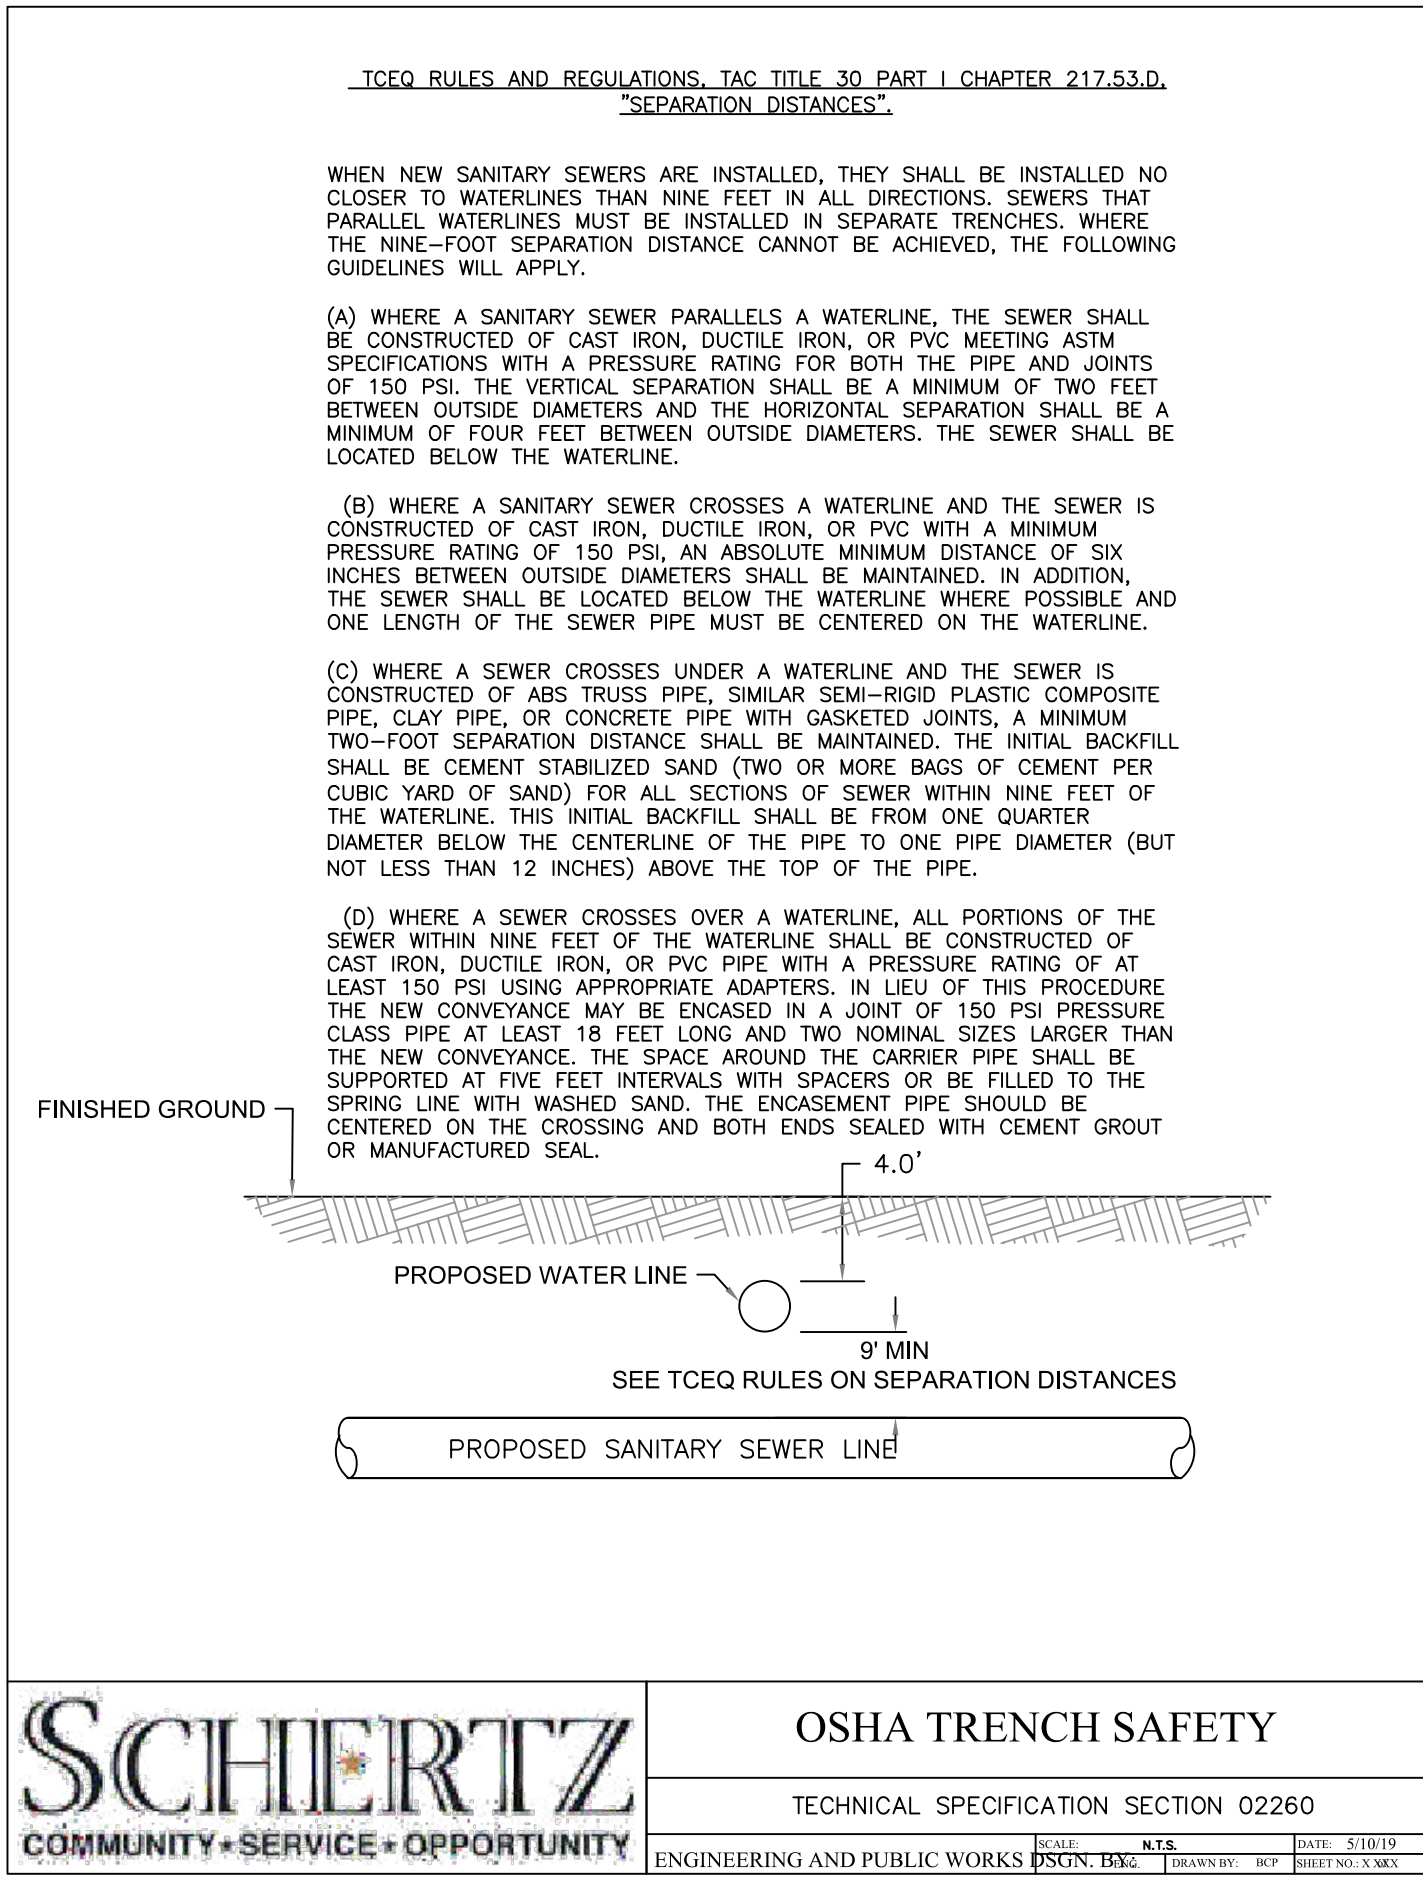 TCEQ RULES AND REGULATIONS, TAC TITLE 30 PART I CHAPTER 217.53.D,
"SEPARATION DISTANCES".
WHEN NEW SANITARY SEWERS ARE INSTALLED, THEY SHALL BE INSTALLED NO
CLOSER TO WATERLINES THAN NINE FEET IN ALL DIRECTIONS. SEWERS THAT
PARALLEL WATERLINES MUST BE INSTALLED IN SEPARATE TRENCHES. WHERE
THE NINE-FOOT SEPARATION DISTANCE CANNOT BE ACHIEVED, THE FOLLOWING
GUIDELINES WILL APPLY.
(A) WHERE A SANITARY SEWER PARALLELS A WATERLINE, THE SEWER SHALL
BE CONSTRUCTED OF CAST IRON, DUCTILE IRON, OR PVC MEETING ASTM
SPECIFICATIONS WITH A PRESSURE RATING FOR BOTH THE PIPE AND JOINTS
OF 150 PSI. THE VERTICAL SEPARATION SHALL BE A MINIMUM OF TWO FEET
BETWEEN OUTSIDE DIAMETERS AND THE HORIZONTAL SEPARATION SHALL BE A
MINIMUM OF FOUR FEET BETWEEN OUTSIDE DIAMETERS. THE SEWER SHALL BE
LOCATED BELOW THE WATERLINE.
(B) WHERE A SANITARY SEWER CROSSES A WATERLINE AND THE SEWER IS
CONSTRUCTED OF CAST IRON, DUCTILE IRON, OR PVC WITH A MINIMUM
PRESSURE RATING OF 150 PSI, AN ABSOLUTE MINIMUM DISTANCE OF SIX
INCHES BETWEEN OUTSIDE DIAMETERS SHALL BE MAINTAINED. IN ADDITION,
THE SEWER SHALL BE LOCATED BELOW THE WATERLINE WHERE POSSIBLE AND
ONE LENGTH OF THE SEWER PIPE MUST BE CENTERED ON THE WATERLINE.
(C) WHERE A SEWER CROSSES UNDER A WATERLINE AND THE SEWER IS
CONSTRUCTED OF ABS TRUSS PIPE, SIMILAR SEMI-RIGID PLASTIC COMPOSITE
PIPE, CLAY PIPE, OR CONCRETE PIPE WITH GASKETED JOINTS, A MINIMUM
TWO-FOOT SEPARATION DISTANCE SHALL BE MAINTAINED. THE INITIAL BACKFILL
SHALL BE CEMENT STABILIZED SAND (TWO OR MORE BAGS OF CEMENT PER
CUBIC YARD OF SAND) FOR ALL SECTIONS OF SEWER WITHIN NINE FEET OF
THE WATERLINE. THIS INITIAL BACKFILL SHALL BE FROM ONE QUARTER
DIAMETER BELOW THE CENTERLINE OF THE PIPE TO ONE PIPE DIAMETER (BUT
NOT LESS THAN 12 INCHES) ABOVE THE TOP OF THE PIPE.
(D) WHERE A SEWER CROSSES OVER A WATERLINE, ALL PORTIONS OF THE
SEWER WITHIN NINE FEET OF THE WATERLINE SHALL BE CONSTRUCTED OF
CAST IRON, DUCTILE IRON, OR PVC PIPE WITH A PRESSURE RATING OF AT
LEAST 150 PSI USING APPROPRIATE ADAPTERS. IN LIEU OF THIS PROCEDURE
THE NEW CONVEYANCE MAY BE ENCASED IN A JOINT OF 150 PSI PRESSURE
CLASS PIPE AT LEAST 18 FEET LONG AND TWO NOMINAL SIZES LARGER THAN
THE NEW CONVEYANCE. THE SPACE AROUND THE CARRIER PIPE SHALL BE
SUPPORTED AT FIVE FEET INTERVALS WITH SPACERS OR BE FILLED TO THE
SPRING LINE WITH WASHED SAND. THE ENCASEMENT PIPE SHOULD BE
CENTERED ON THE CROSSING AND BOTH ENDS SEALED WITH CEMENT GROUT
OR MANUFACTURED SEAL.
FINISHED GROUND
4.0'
PROPOSED WATER LINE
9' MIN
SEE TCEQ RULES ON SEPARATION DISTANCES
PROPOSED SANITARY SEWER LINE
SCHERTZ
COMMUNITY★SERVICE★OPPORTUNITY
OSHA TRENCH SAFETY
TECHNICAL SPECIFICATION SECTION 02260
ENGINEERING AND PUBLIC WORKS DSGN. BY:
SCALE: N.T.S.
DATE: 5/10/19
ENG.
DRAWN BY: BCP
SHEET NO.: X